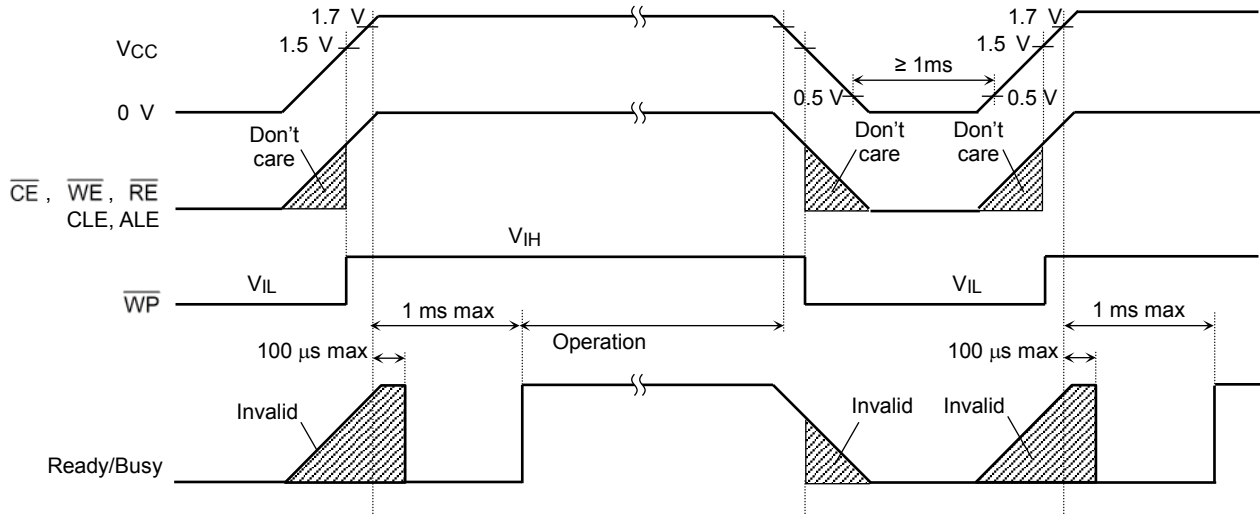 1.7 V
1.5 V
VCC
0 V
1.7 V
1.5 V
≥ 1ms
0.5 V
0.5 V
Don't
care
Don't
care
Don't
care
CE , WE , RE
CLE, ALE
VIH
VIL
VIL
WP
1 ms max
Operation
1 ms max
100 μs max
100 μs max
Invalid
Invalid
Invalid
Ready/Busy